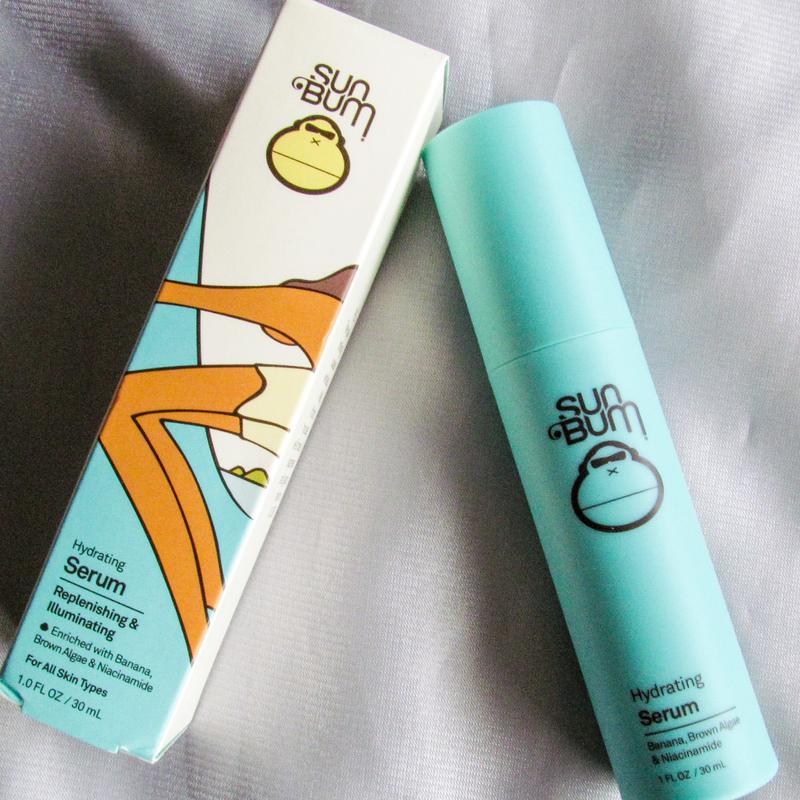 SUN
BUM
Hydrating
Serum
Replenishing &
Illuminating
Enriched with Banana,
Brown Algae & Niacinamide
For All Skin Types
1.0 FL OZ / 30 mL
SUN
BUM
Hydrating
Serum
Banana, Brown Algae
& Niacinamide
1 FL OZ / 30 mL